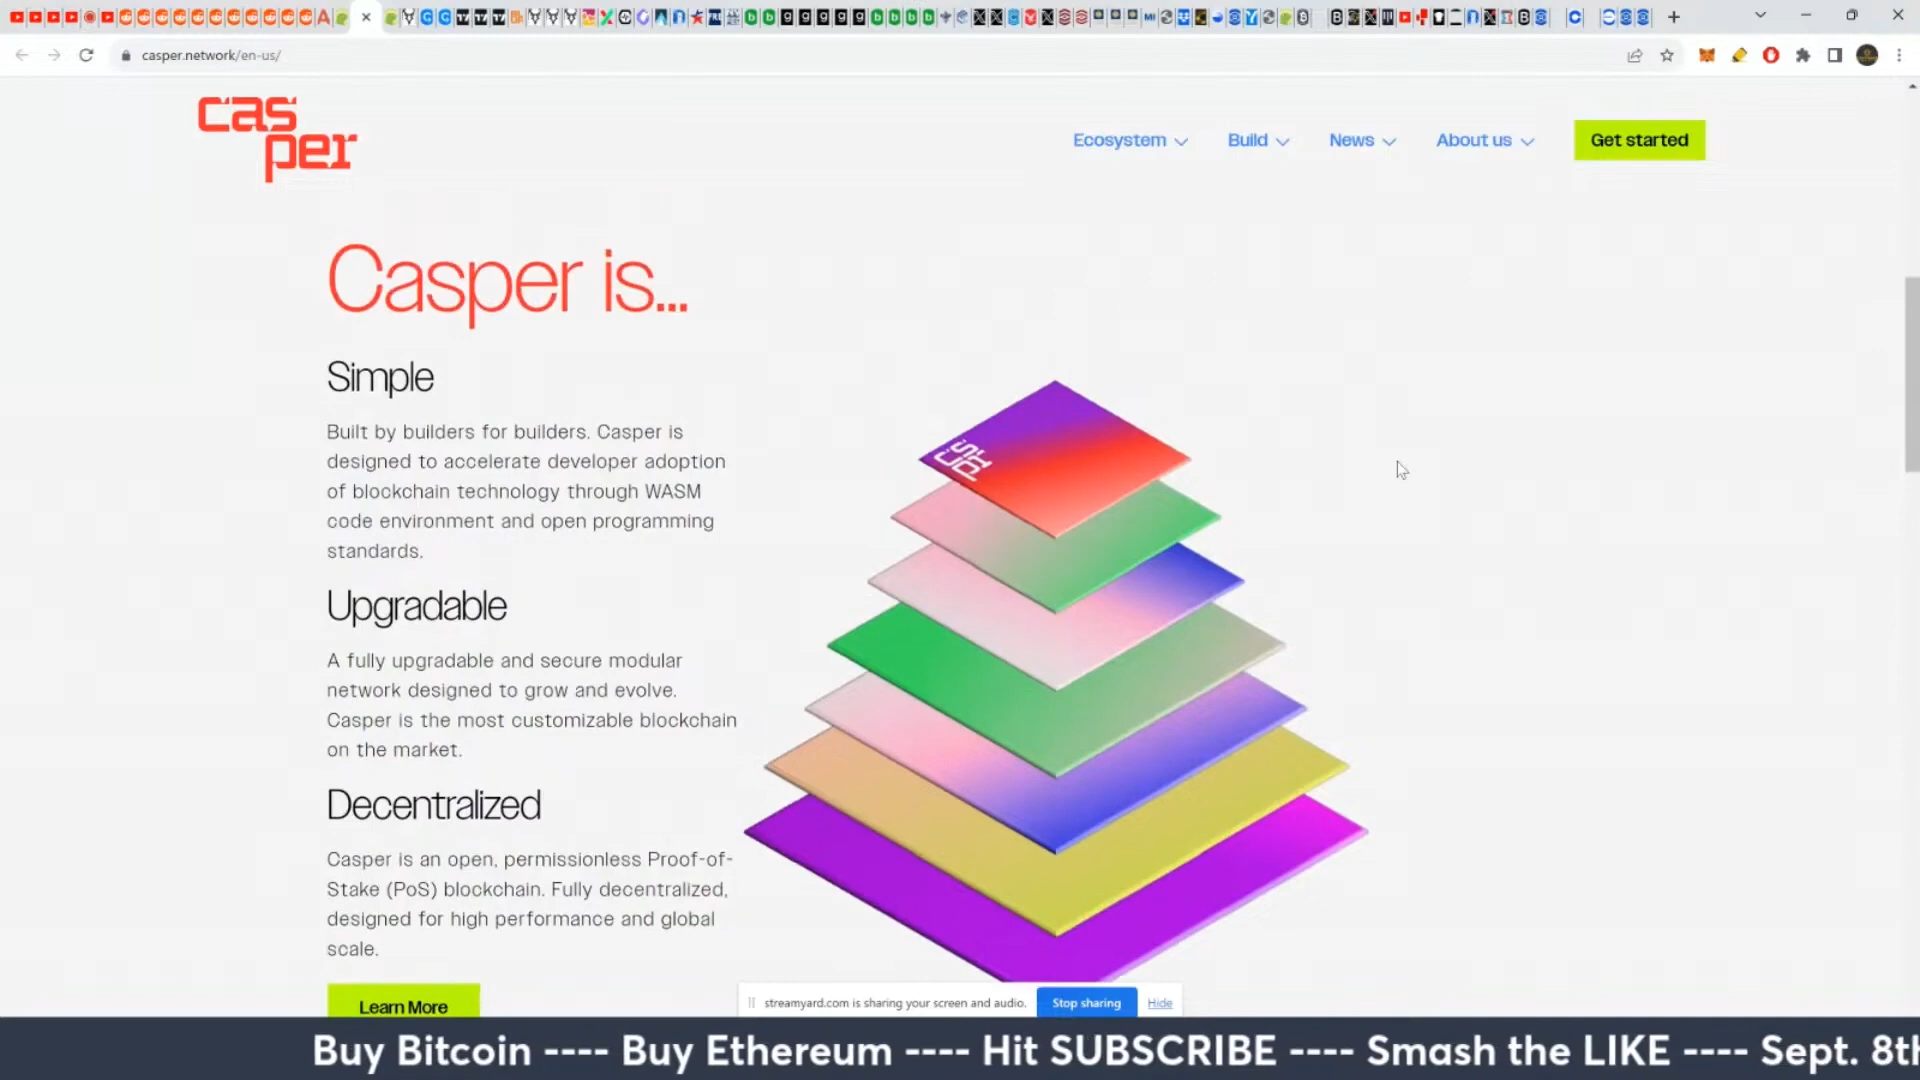 casper.network/en-us/
cas
per
Ecosystem
Build
News
About us
Get started
Casper is...
Simple
Built by builders for builders. Casper is
designed to accelerate developer adoption
of blockchain technology through WASM
code environment and open programming
standards.
Upgradable
A fully upgradable and secure modular
network designed to grow and evolve.
Casper is the most customizable blockchain
on the market.
Decentralized
Casper is an open, permissionless Proof-of-
Stake (PoS) blockchain. Fully decentralized,
designed for high performance and global
scale.
Learn More
streamyard.com is sharing your screen and audio.
Stop sharing
Hide
Buy Bitcoin ---- Buy Ethereum ---- Hit SUBSCRIBE ---- Smash the LIKE ---- Sept. 8th